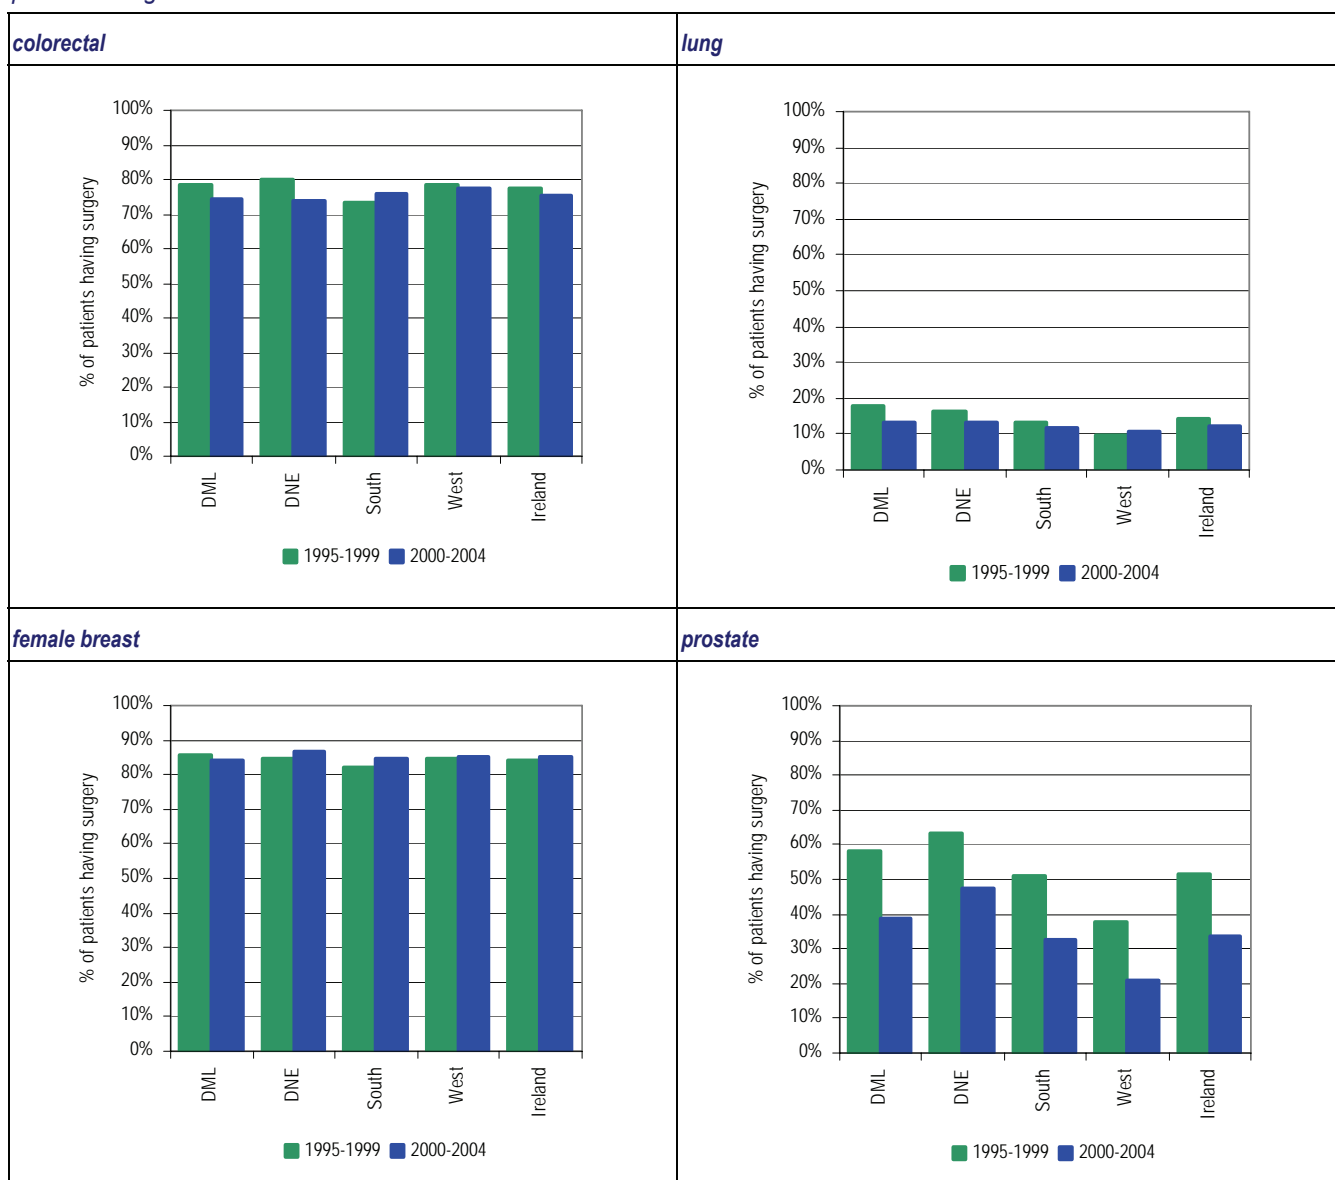 colorectal
lung
100%
90%
80%
70%
60%
50%
40%
30%
20%
10%
0%
% of patients having surgery
DML
DNE
South
West
Ireland
1995-1999 2000-2004
100%
90%
80%
70%
60%
50%
40%
30%
20%
10%
0%
% of patients having surgery
DML
DNE
South
West
Ireland
1995-1999 2000-2004
female breast
prostate
100%
90%
80%
70%
60%
50%
40%
30%
20%
10%
0%
% of patients having surgery
DML
DNE
South
West
Ireland
1995-1999 2000-2004
100%
90%
80%
70%
60%
50%
40%
30%
20%
10%
0%
% of patients having surgery
DML
DNE
South
West
Ireland
1995-1999 2000-2004